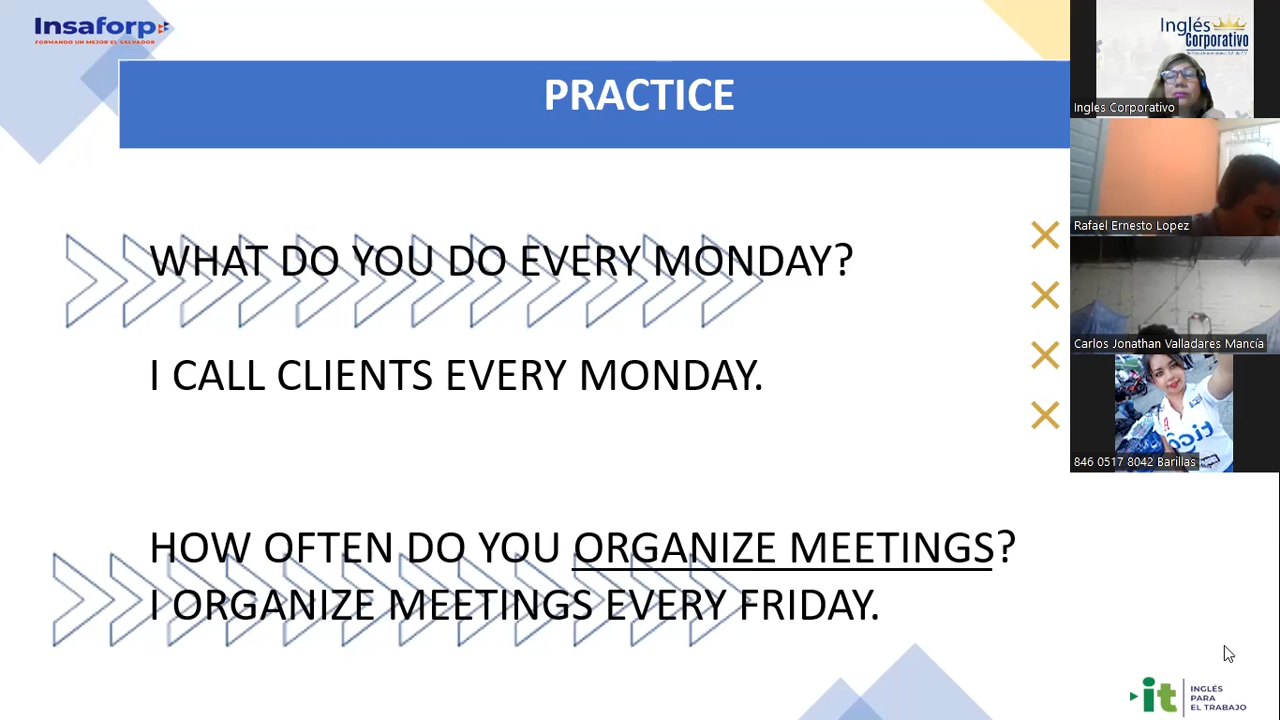 Insaforp
FORMANDO UN MEJOR EL SALVADOR
PRACTICE
WHAT DO YOU DO EVERY MONDAY?
I CALL CLIENTS EVERY MONDAY.
HOW OFTEN DO YOU ORGANIZE MEETINGS?
I ORGANIZE MEETINGS EVERY FRIDAY.
Inglés
Corporativo
Ingles Corporativo
Rafael Ernesto Lopez
Carlos Jonathan Valladares Mancía
tigo
846 0517 8042 Barillas
it
INGLÉS
PARA
EL TRABAJO